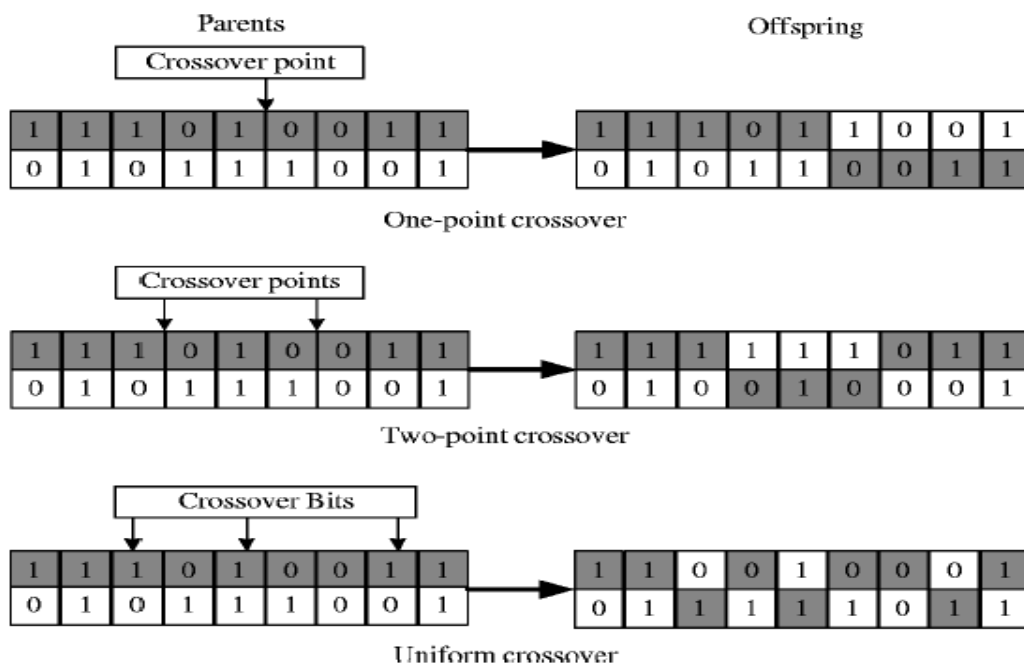 Parents Offspring
Crossover point
1 1 1 0 1 0 0 1 1 1 1 1 0 1 1 0 0 1
0 1 0 1 1 1 0 0 1 0 1 0 1 1 0 0 1 1
One-point crossover
Crossover points
1 1 1 0 1 0 0 1 1 1 1 1 1 1 1 0 1 1
0 1 0 1 1 1 0 0 1 0 1 0 0 1 0 0 0 1
Two-point crossover
Crossover Bits
1 1 1 0 1 0 0 1 1 1 1 0 0 1 0 0 0 1
0 1 0 1 1 1 0 0 1 0 1 1 1 1 1 0 1 1
Uniform crossover